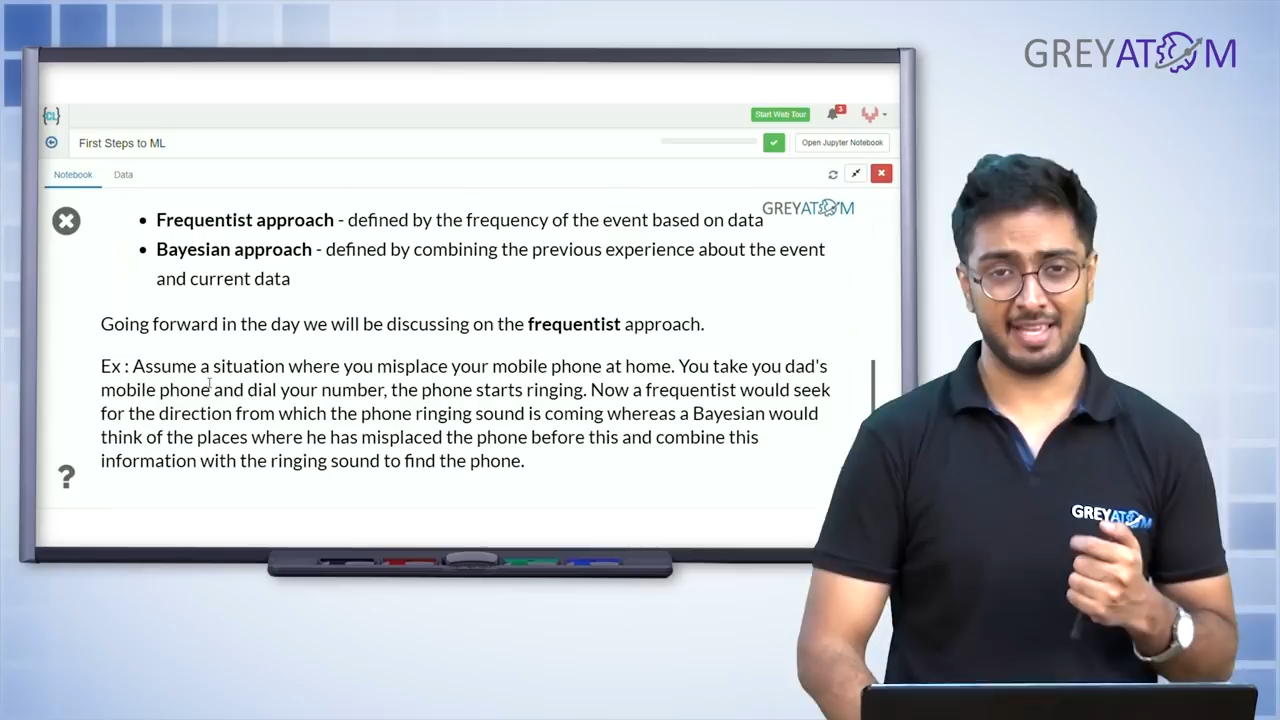 GREYATOM
{CL}
Start Web Tour
3
First Steps to ML
Open Jupyter Notebook
Notebook
Data
GREYATOM
• Frequentist approach - defined by the frequency of the event based on data
• Bayesian approach - defined by combining the previous experience about the event
and current data
Going forward in the day we will be discussing on the frequentist approach.
Ex : Assume a situation where you misplace your mobile phone at home. You take you dad's
mobile phone and dial your number, the phone starts ringing. Now a frequentist would seek
for the direction from which the phone ringing sound is coming whereas a Bayesian would
think of the places where he has misplaced the phone before this and combine this
information with the ringing sound to find the phone.
?
GREYATOM